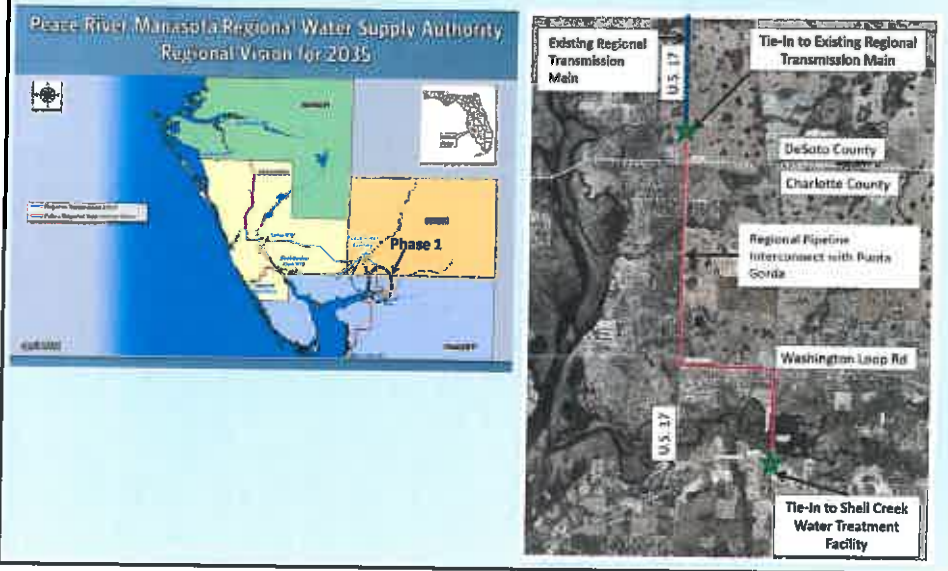 Peace River Manasota Regional Water Supply Authority
Regional Vision for 2035
Phase 1
Existing Regional
Transmission
Main
U.S. 17
Tie-In to Existing Regional
Transmission Main
DeSoto County
Charlotte County
Regional Pipeline
Interconnect with Punta
Gorda
Washington Loop Rd
U.S. 17
Tie-In to Shell Creek
Water Treatment
Facility